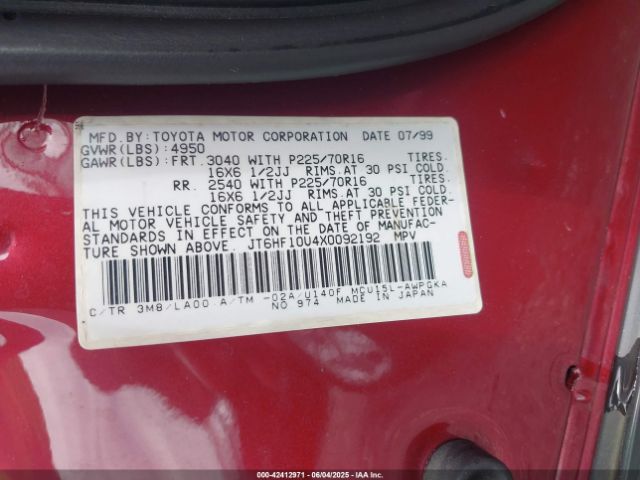 MFD.BY:TOYOTA MOTOR CORPORATION DATE 07/99
GVWR(LBS):4950
GAWR(LBS):FRT.3040 WITH P225/70R16 TIRES.
16X6 1/2JJ RIMS.AT 30 PSI COLD.
RR. 2540 WITH P225/70R16 TIRES.
16X6 1/2JJ RIMS.AT 30 PSI COLD.
THIS VEHICLE CONFORMS TO ALL APPLICABLE FEDER-
AL MOTOR VEHICLE SAFETY AND THEFT PREVENTION
STANDARDS IN EFFECT ON THE DATE OF MANUFAC-
TURE SHOWN ABOVE. JT6HF10U4X0092192 MPV
C/TR 3M8/LA00 A/TM -02A/U140F MCU15L-AWPGKA
NO 974 MADE IN JAPAN
000-42412971 | 06/04/2025 | IAAI.COM